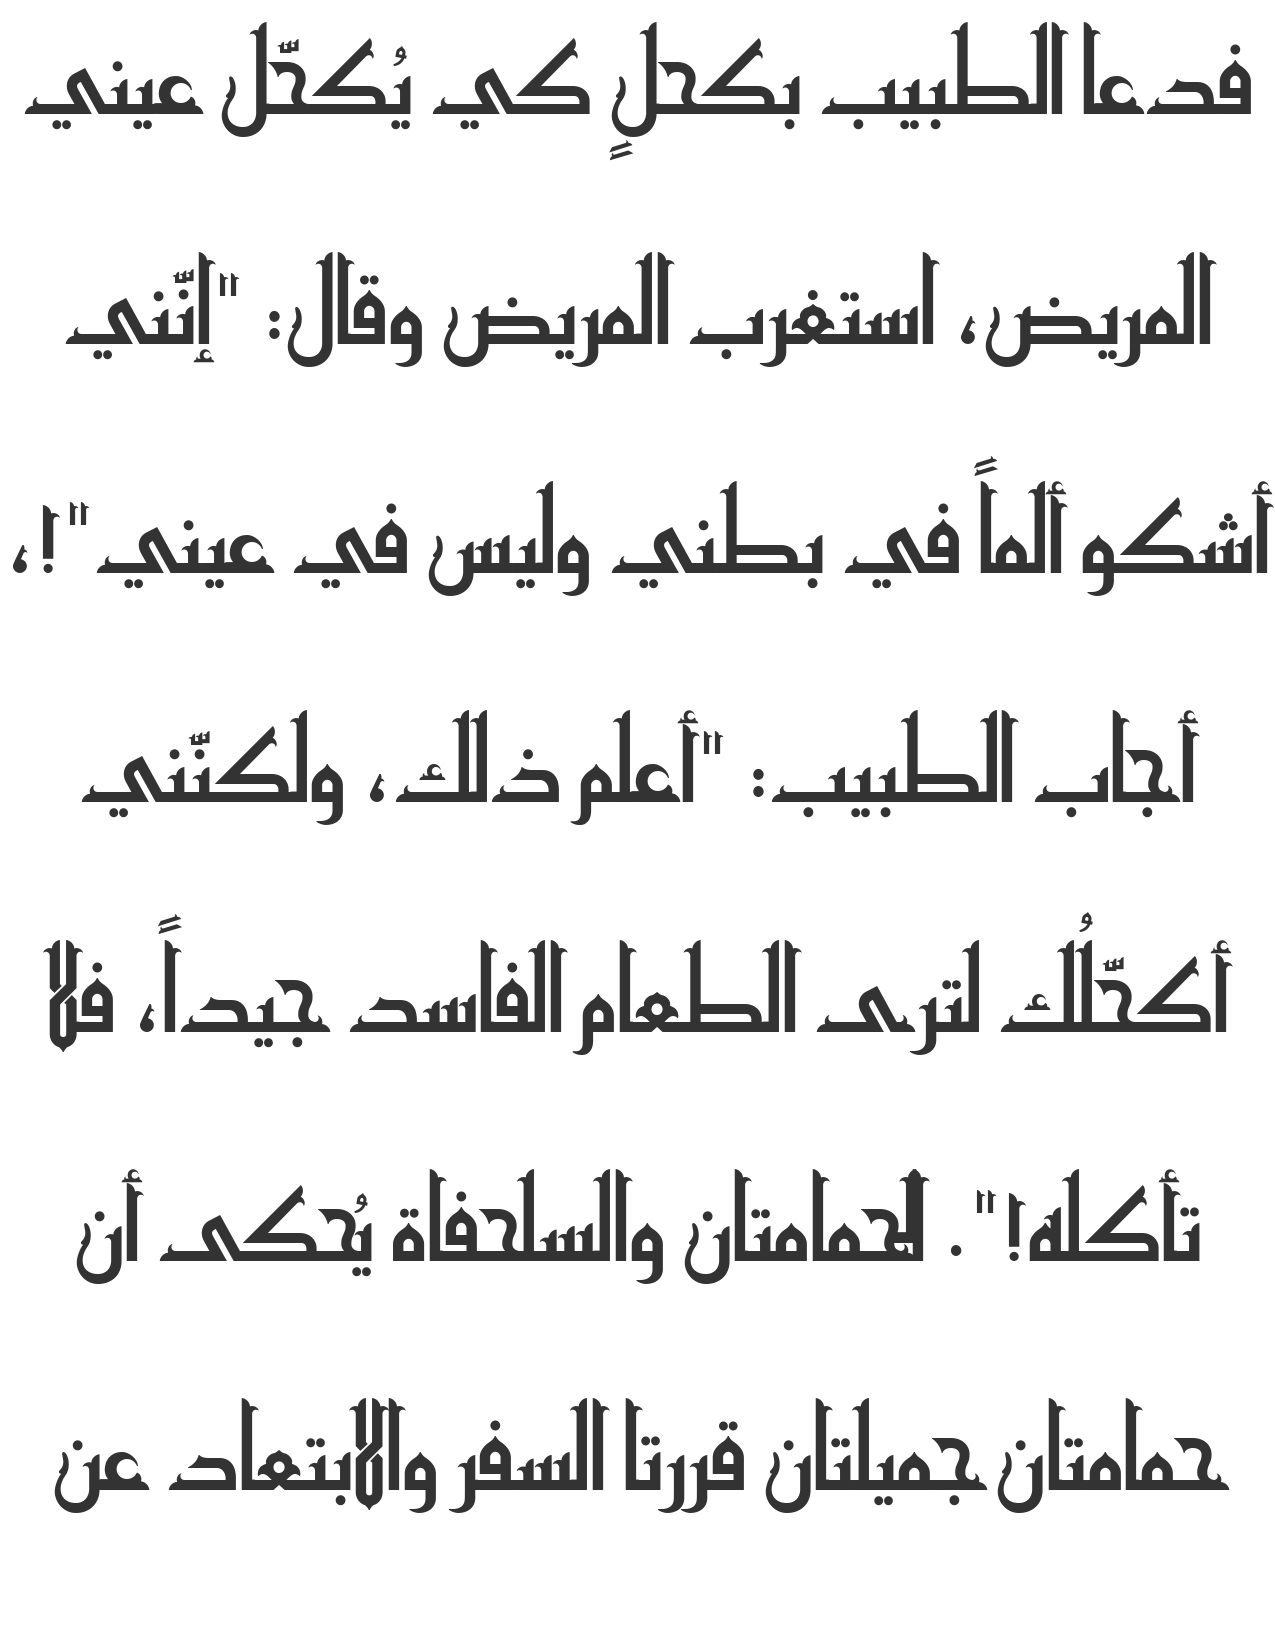 فدعا الطبيب بكحلٍ كي يُكحّل عيني
المريض، استغرب المريض وقال: "إنّني
أشكو ألماً في بطني وليس في عيني"!،
أجاب الطبيب: "أعلم ذلك، ولكنّني
أكحّلُك لترى الطعام الفاسد جيداً، فلا
تأكله!". الحمامتان والسلحفاة يُحكى أن
حمامتان جميلتان قررتا السفر والابتعاد عن